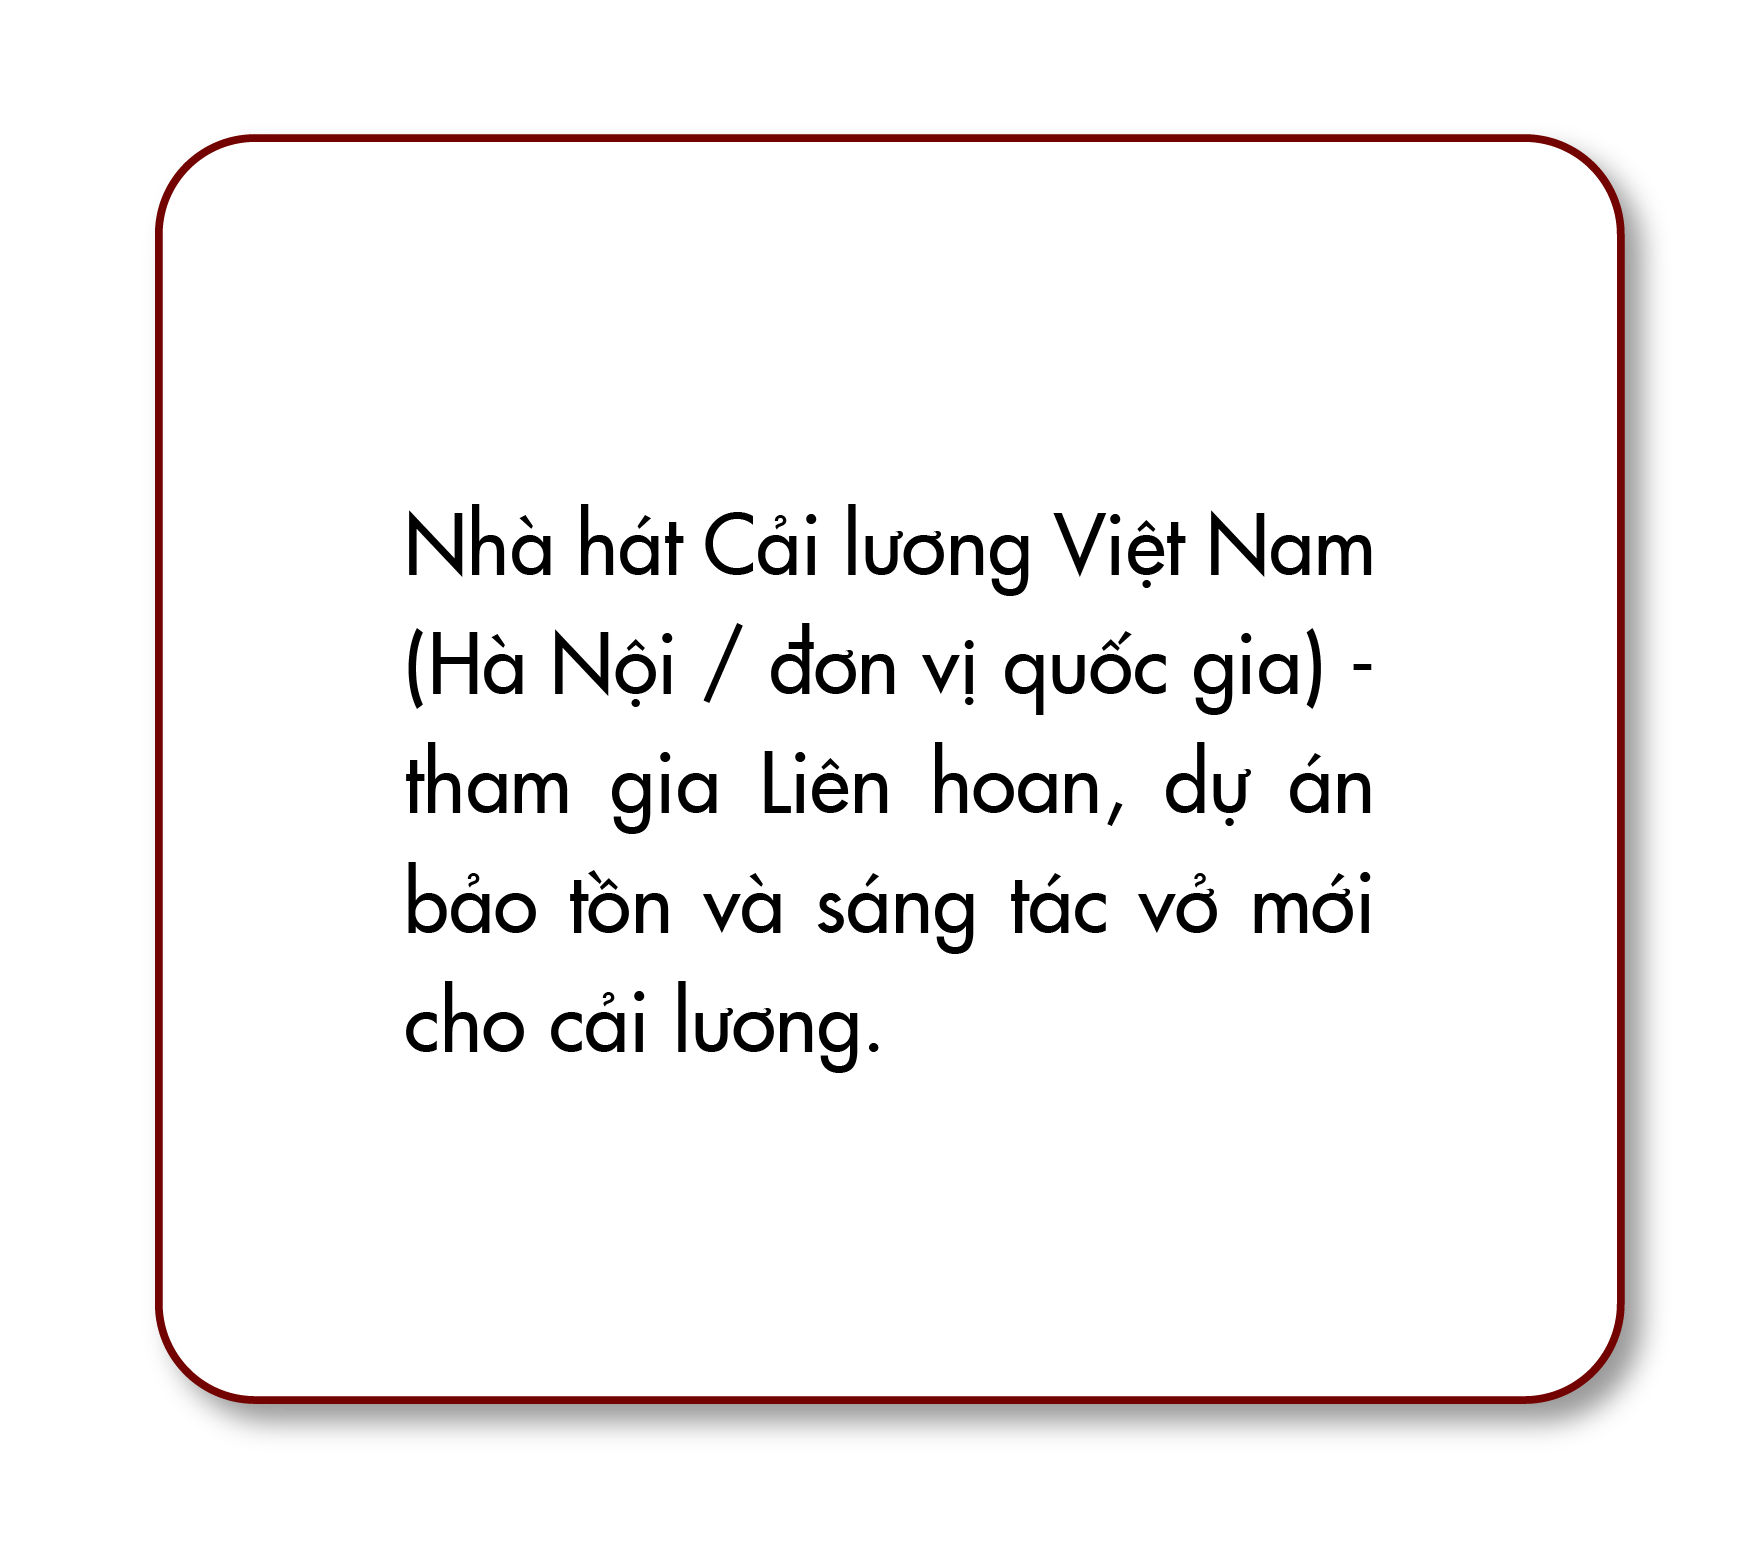 Nhà hát Cải lương Việt Nam
(Hà Nội / đơn vị quốc gia) -
tham gia Liên hoan, dự án
bảo tồn và sáng tác vở mới
cho cải lương.